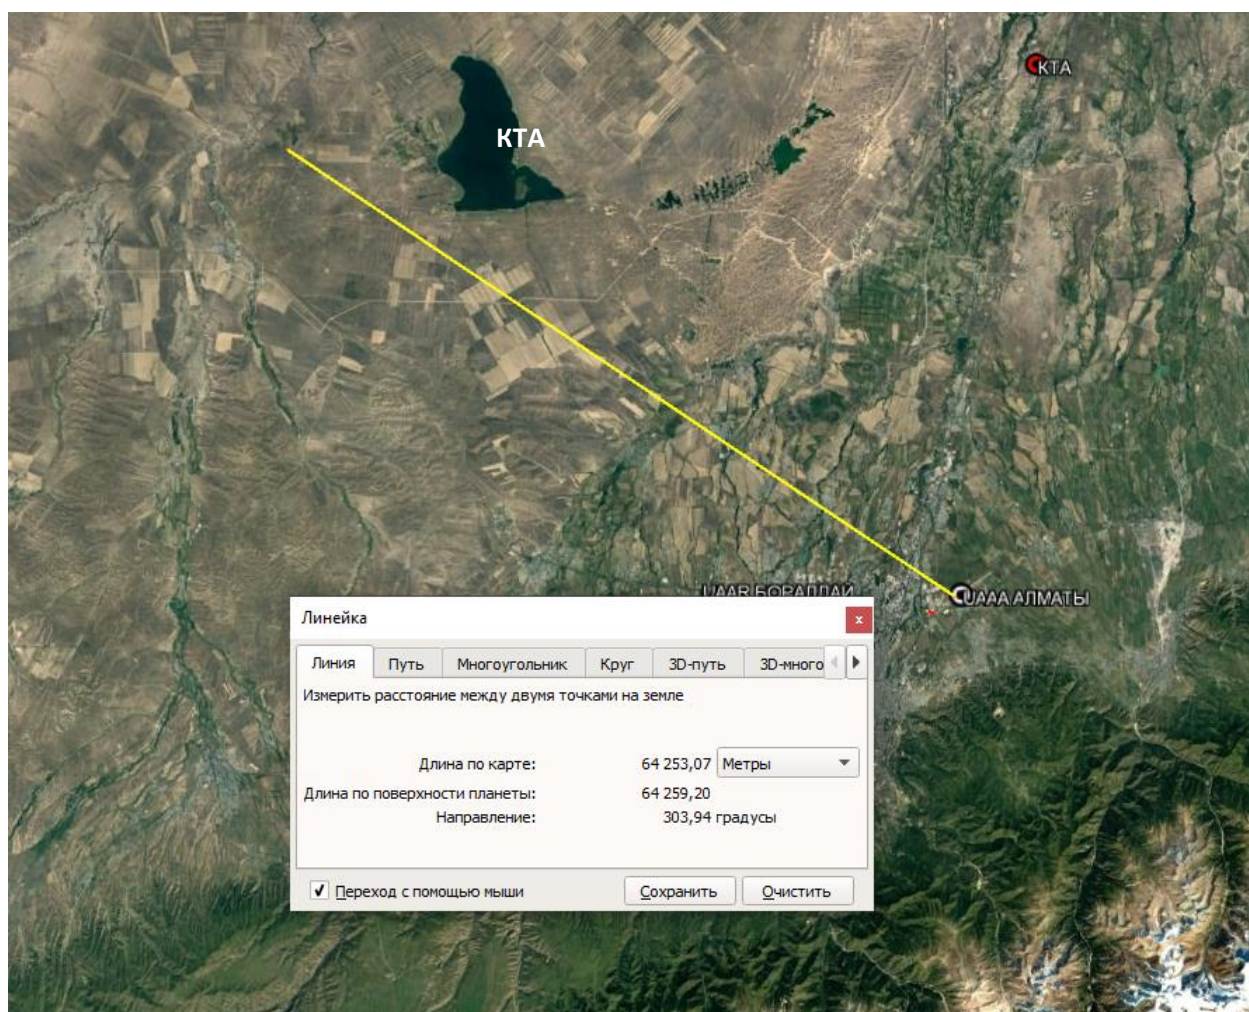 КТА
КТА
UAAR БОРАЛДАЙ
UAAA АЛМАТЫ
Линейка
x
Линия Путь Многоугольник Круг 3D-путь 3D-много
Измерить расстояние между двумя точками на земле
Длина по карте: 64 253,07 Метры
Длина по поверхности планеты: 64 259,20
Направление: 303,94 градусы
Переход с помощью мыши Сохранить Очистить